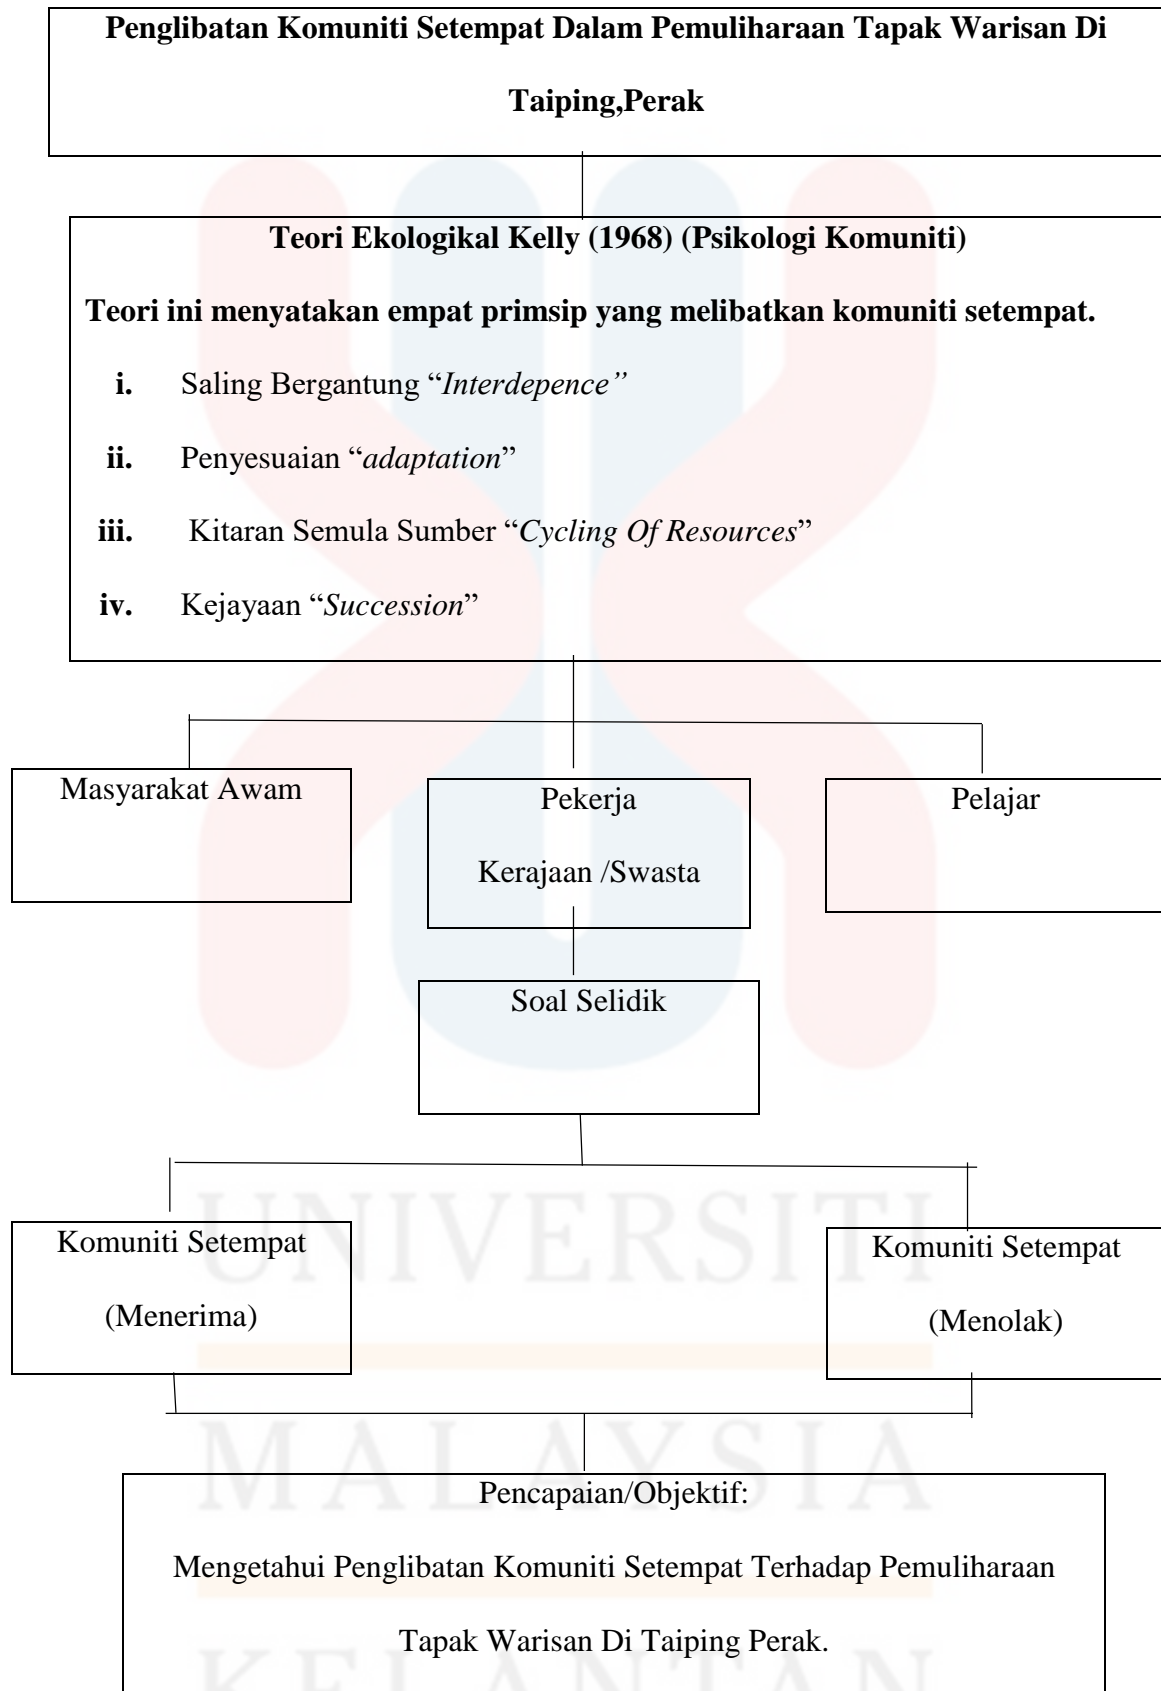 Penglibatan Komuniti Setempat Dalam Pemuliharaan Tapak Warisan Di
Taiping,Perak
Teori Ekologikal Kelly (1968) (Psikologi Komuniti)
Teori ini menyatakan empat primsip yang melibatkan komuniti setempat.
i. Saling Bergantung “Interdepence”
ii. Penyesuaian “adaptation”
iii. Kitaran Semula Sumber “Cycling Of Resources”
iv. Kejayaan “Succession”
Masyarakat Awam
Pekerja
Kerajaan /Swasta
Pelajar
Soal Selidik
Komuniti Setempat
(Menerima)
Komuniti Setempat
(Menolak)
Pencapaian/Objektif:
Mengetahui Penglibatan Komuniti Setempat Terhadap Pemuliharaan
Tapak Warisan Di Taiping Perak.
UNIVERSITI
MALAYSIA
KELANTAN